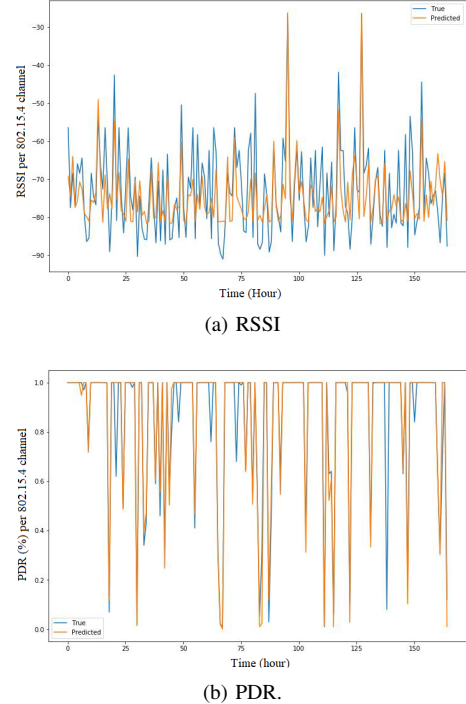 True
Predicted
−30
−40
−50
−60
−70
−80
−90
RSSI per 802.15.4 channel
0
25
50
75
100
125
150
Time (Hour)
(a) RSSI
1.0
0.8
0.6
0.4
0.2
0.0
PDR (%) per 802.15.4 channel
True
Predicted
0
25
50
75
100
125
150
Time (hour)
(b) PDR.